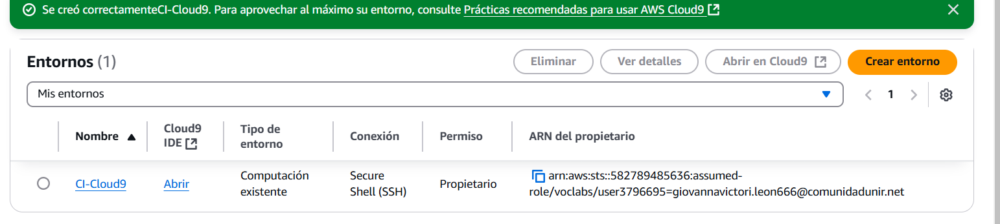 Se creó correctamenteCI-Cloud9. Para aprovechar al máximo su entorno, consulte Prácticas recomendadas para usar AWS Cloud9
Entornos (1)
Eliminar
Ver detalles
Abrir en Cloud9
Crear entorno
Mis entornos
1
Nombre
Cloud9
IDE
Tipo de
entorno
Conexión
Permiso
ARN del propietario
CI-Cloud9
Abrir
Computación
existente
Secure
Shell (SSH)
Propietario
arn:aws:sts::582789485636:assumed-
role/voclabs/user3796695=giovannavictori.leon666@comunidadunir.net